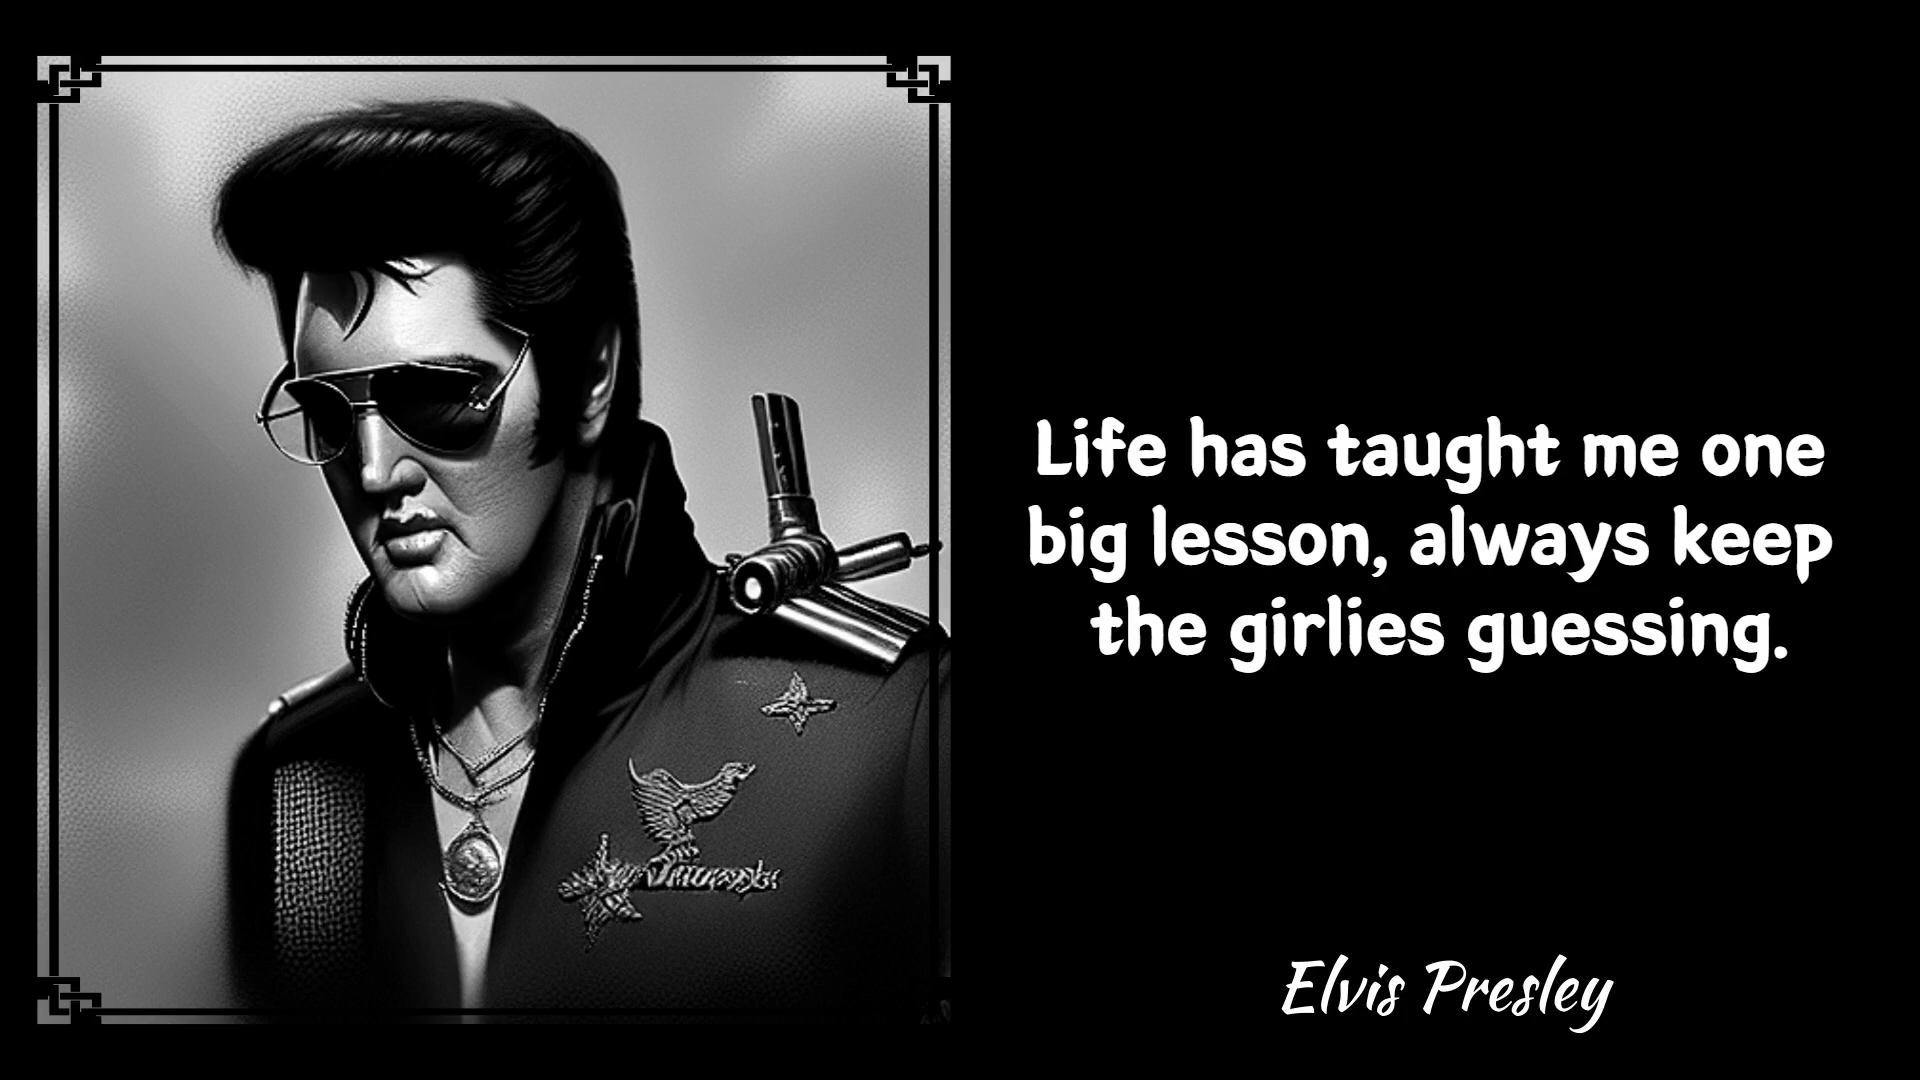 Life has taught me one
big lesson, always keep
the girlies guessing.
Elvis Presley